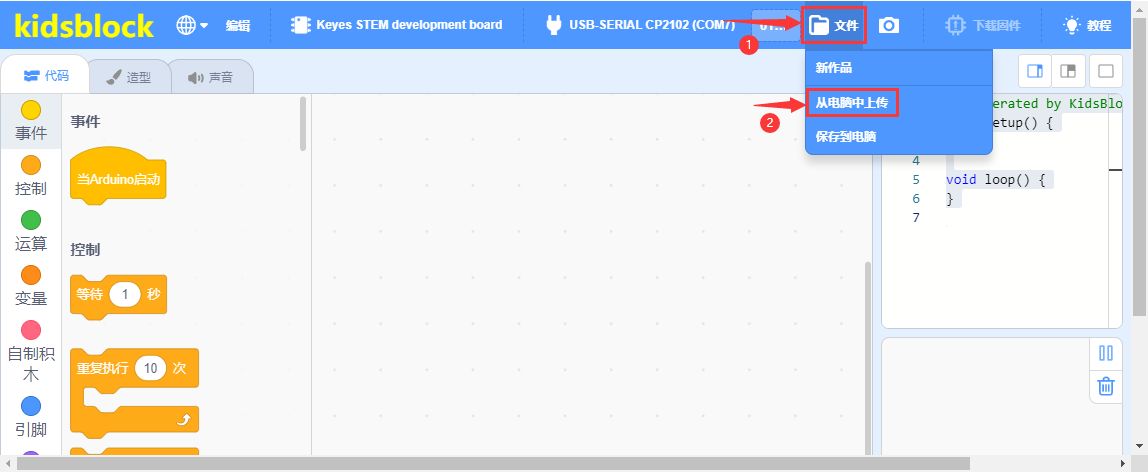 kidsblock
编辑
Keyes STEM development board
USB-SERIAL CP2102 (COM7)
文件
下载固件
教程
1
新作品
从电脑中上传
2
保存到电脑
代码
造型
声音
事件
控制
运算
变量
自制积
木
引脚
事件
当Arduino启动
控制
等待 1 秒
重复执行 10 次
erated by KidsBlo
etup() {
4
5 void loop() {
6 }
7